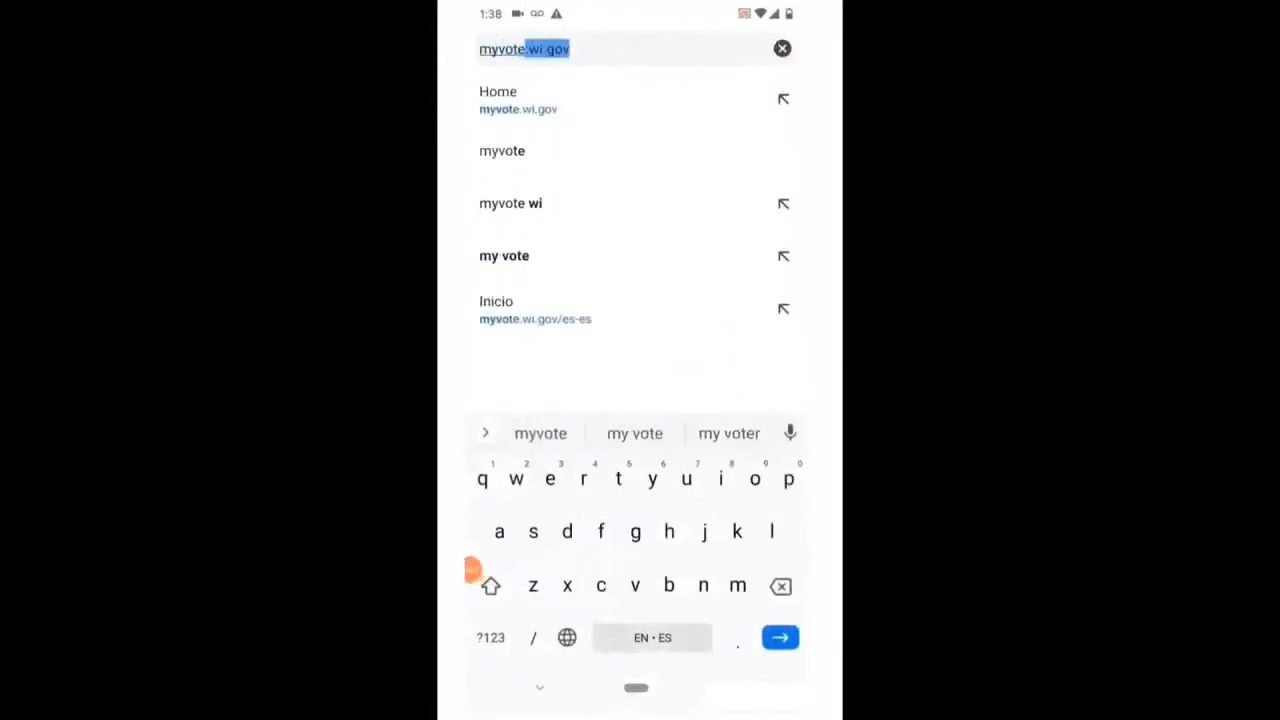 1:38
myvote.wi.gov
Home
myvote.wi.gov
myvote
myvote wi
my vote
Inicio
myvote.wi.gov/es-es
myvote my vote my voter
1 2 3 4 5 6 7 8 9 0
q w e r t y u i o p
a s d f g h j k l
z x c v b n m
?123 / EN • ES .